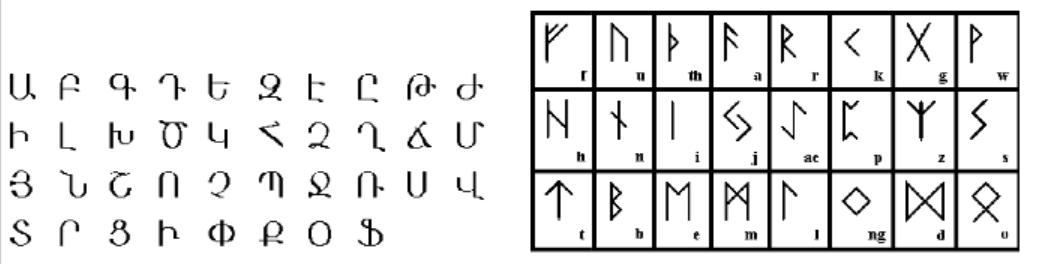 Ա Բ Գ Դ Ե Զ Է Ը Թ Ժ
Ի Լ Խ Ծ Կ Հ Ձ Ղ Ճ Մ
Յ Ն Շ Ո Չ Պ Ջ Ռ Ս Վ
Տ Ր Ց Ւ Փ Ք Օ Ֆ
ᚠ ᚢ ᚦ ᚨ ᚱ ᚲ ᚷ ᚹ
f u th a r k g w
ᚺ ᚾ ᛁ ᛃ ᛇ ᛈ ᛉ ᛊ
h n i j ae p z s
ᛏ ᛒ ᛖ ᛗ ᛚ ᛜ ᛞ ᛟ
t b e m l ng d o